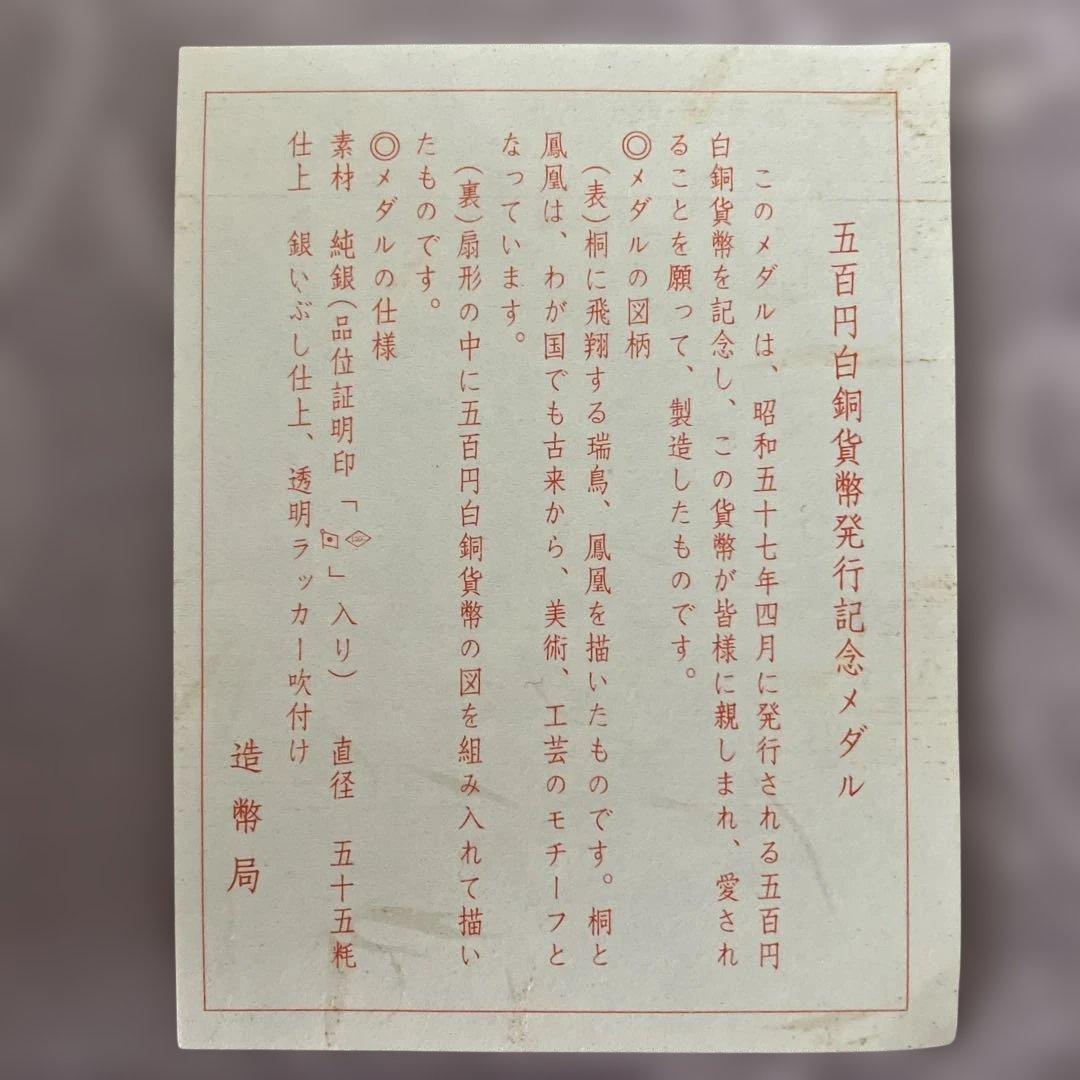 五百円白銅貨幣発行記念メダル
このメダルは、昭和五十七年四月に発行される五百円
白銅貨幣を記念し、この貨幣が皆様に親しまれ、愛され
ることを願って、製造したものです。
◎メダルの図柄
(表)桐に飛翔する瑞鳥、鳳凰を描いたものです。桐と
鳳凰は、わが国でも古来から、美術、工芸のモチーフと
なっています。
(裏)扇形の中に五百円白銅貨幣の図を組み入れて描い
たものです。
◎メダルの仕様
素材 純銀(品位証明印「」入り) 直径 五十五粍
仕上 銀いぶし仕上、透明ラッカー吹付け
造幣局